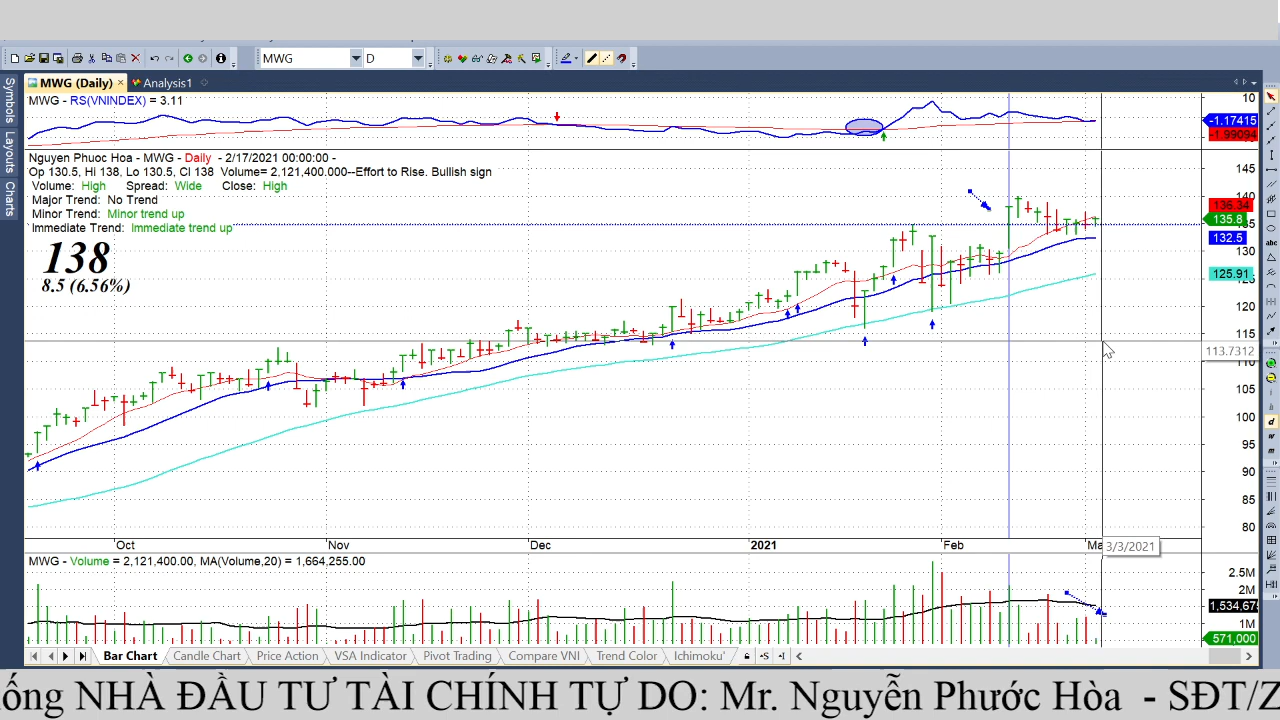 MWG
D
MWG (Daily)
Analysis1
Symbols
Layouts
Charts
MWG - RS(VNINDEX) = 3.11
10
-1.17415
-1.99094
Nguyen Phuoc Hoa - MWG - Daily - 2/17/2021 00:00:00 -
Op 130.5, Hi 138, Lo 130.5, Cl 138 Volume= 2,121,400.000--Effort to Rise. Bullish sign
Volume: High Spread: Wide Close: High
Major Trend: No Trend
Minor Trend: Minor trend up
Immediate Trend: Immediate trend up
138
8.5 (6.56%)
145
140
136.34
135.8
132.5
130
125.91
125
120
115
113.7312
110
105
100
95
90
85
80
Oct
Nov
Dec
2021
Feb
Ma
3/3/2021
MWG - Volume = 2,121,400.00, MA(Volume,20) = 1,664,255.00
2.5M
2M
1,534,675
1M
571,000
Bar Chart
Candle Chart
Price Action
VSA Indicator
Pivot Trading
Compare VNI
Trend Color
Ichimoku'
ống NHÀ ĐẦU TƯ TÀI CHÍNH TỰ DO: Mr. Nguyễn Phước Hòa - SĐT/Z